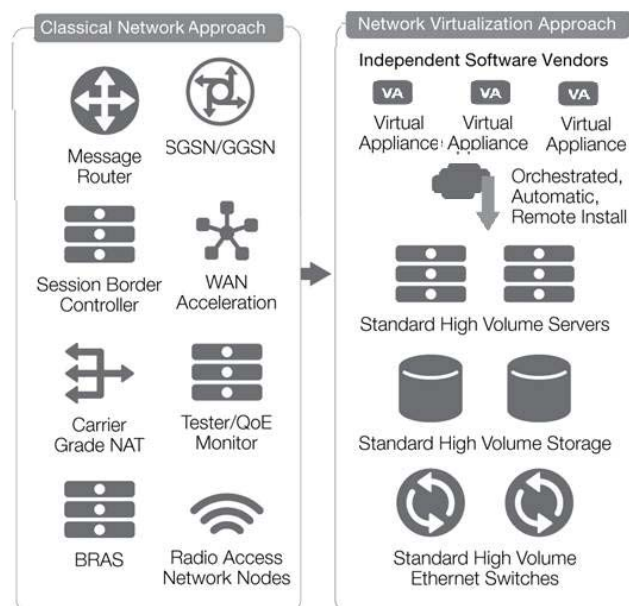 Classical Network Approach
Message
Router
SGSN/GGSN
Session Border
Controller
WAN
Acceleration
Carrier
Grade NAT
Tester/QoE
Monitor
BRAS
Radio Access
Network Nodes
Network Virtualization Approach
Independent Software Vendors
VA
VA
VA
Virtual
Appliance
Virtual
Appliance
Virtual
Appliance
Orchestrated,
Automatic,
Remote Install
Standard High Volume Servers
Standard High Volume Storage
Standard High Volume
Ethernet Switches